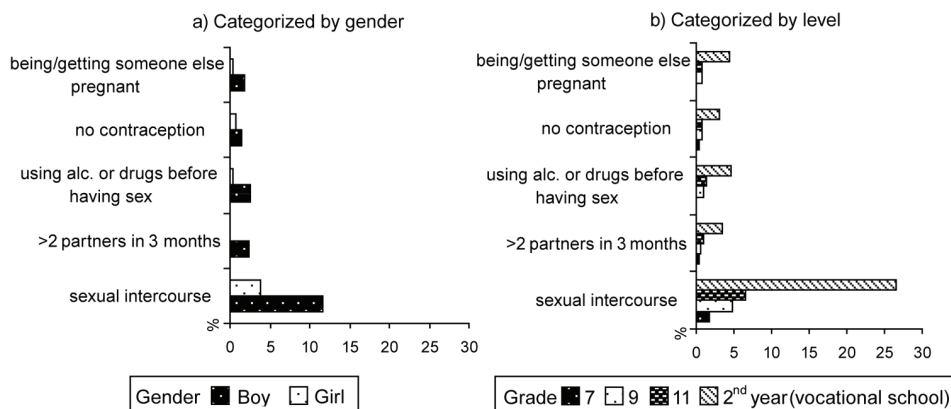 a) Categorized by gender
being/getting someone else
pregnant
no contraception
using alc. or drugs before
having sex
>2 partners in 3 months
sexual intercourse
%
0 5 10 15 20 25 30
Gender Boy Girl
b) Categorized by level
being/getting someone else
pregnant
no contraception
using alc. or drugs before
having sex
>2 partners in 3 months
sexual intercourse
%
0 5 10 15 20 25 30
Grade 7 9 11 2nd year (vocational school)